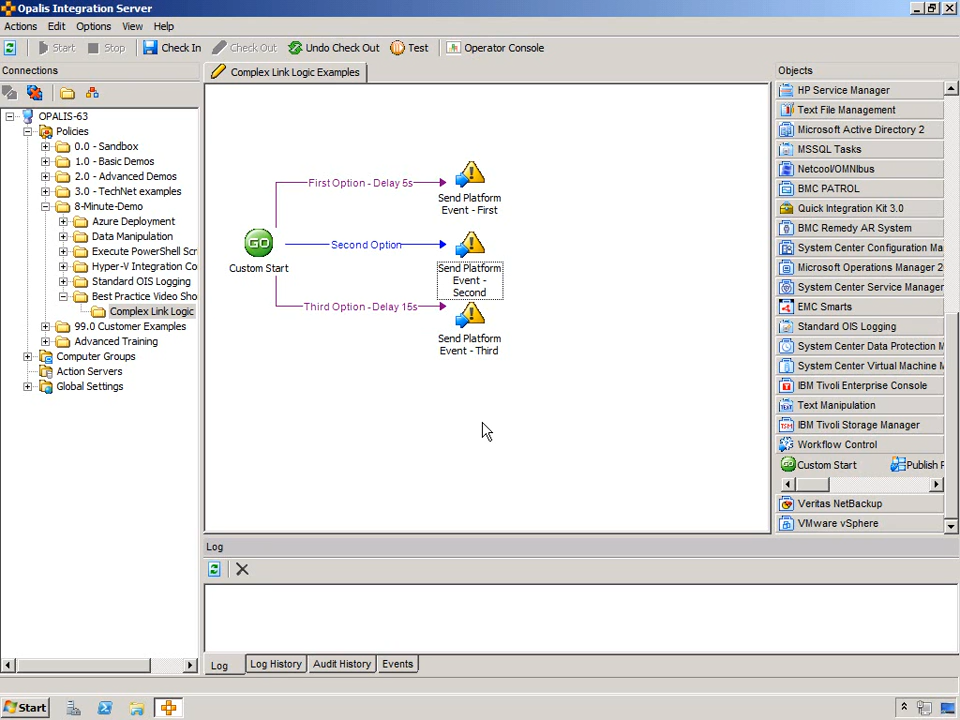 Opalis Integration Server
Actions Edit Options View Help
Start Stop Check In Check Out Undo Check Out Test Operator Console
Connections
OPALIS-63
Policies
0.0 - Sandbox
1.0 - Basic Demos
2.0 - Advanced Demos
3.0 - TechNet examples
8-Minute-Demo
Azure Deployment
Data Manipulation
Execute PowerShell Scr
Hyper-V Integration Co
Standard OIS Logging
Best Practice Video Sho
Complex Link Logic
99.0 Customer Examples
Advanced Training
Computer Groups
Action Servers
Global Settings
Complex Link Logic Examples
First Option - Delay 5s
Send Platform
Event - First
GO
Custom Start
Second Option
Send Platform
Event -
Second
Third Option - Delay 15s
Send Platform
Event - Third
Objects
HP Service Manager
Text File Management
Microsoft Active Directory 2
MSSQL Tasks
Netcool/OMNIbus
BMC PATROL
Quick Integration Kit 3.0
BMC Remedy AR System
System Center Configuration Ma
Microsoft Operations Manager 20
System Center Service Manager
EMC Smarts
Standard OIS Logging
System Center Data Protection M
System Center Virtual Machine M
IBM Tivoli Enterprise Console
Text Manipulation
IBM Tivoli Storage Manager
Workflow Control
GO Custom Start Publish P
Veritas NetBackup
VMware vSphere
Log
Log Log History Audit History Events
Start